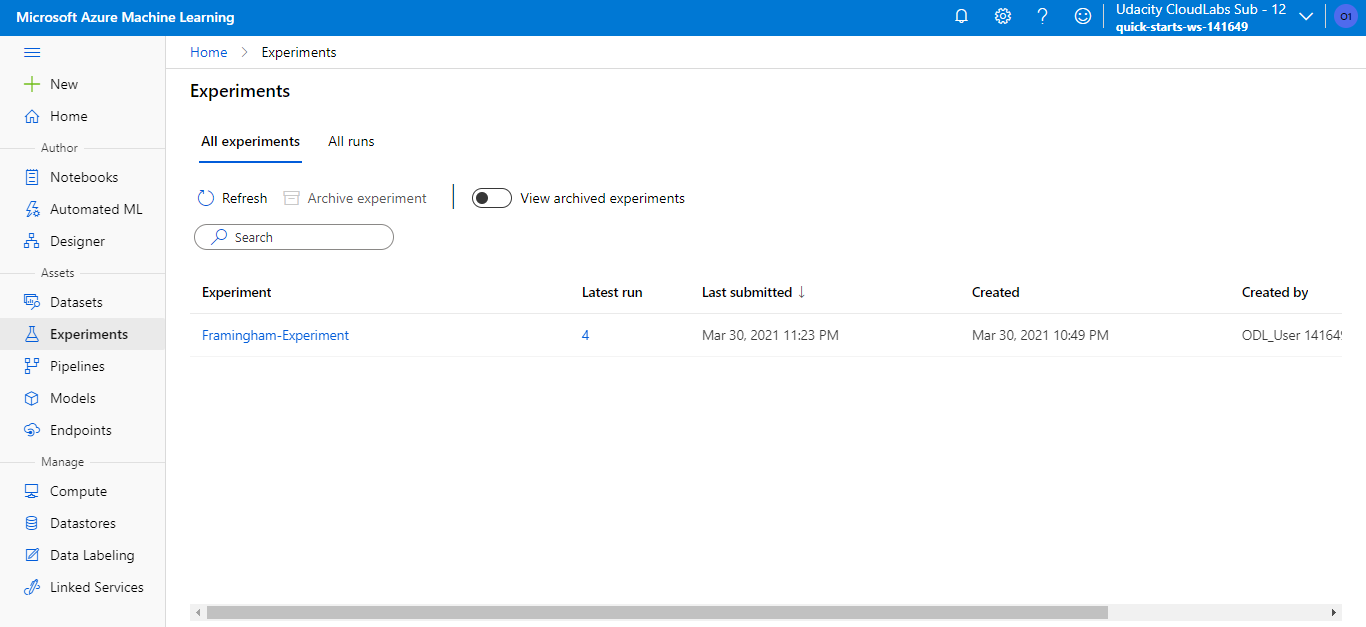 Microsoft Azure Machine Learning
Udacity CloudLabs Sub - 12
quick-starts-ws-141649
O1
Home > Experiments
New
Home
Author
Notebooks
Automated ML
Designer
Assets
Datasets
Experiments
Pipelines
Models
Endpoints
Manage
Compute
Datastores
Data Labeling
Linked Services
Experiments
All experiments All runs
Refresh Archive experiment View archived experiments
Search
Experiment Latest run Last submitted ↓ Created Created by
Framingham-Experiment 4 Mar 30, 2021 11:23 PM Mar 30, 2021 10:49 PM ODL_User 14164